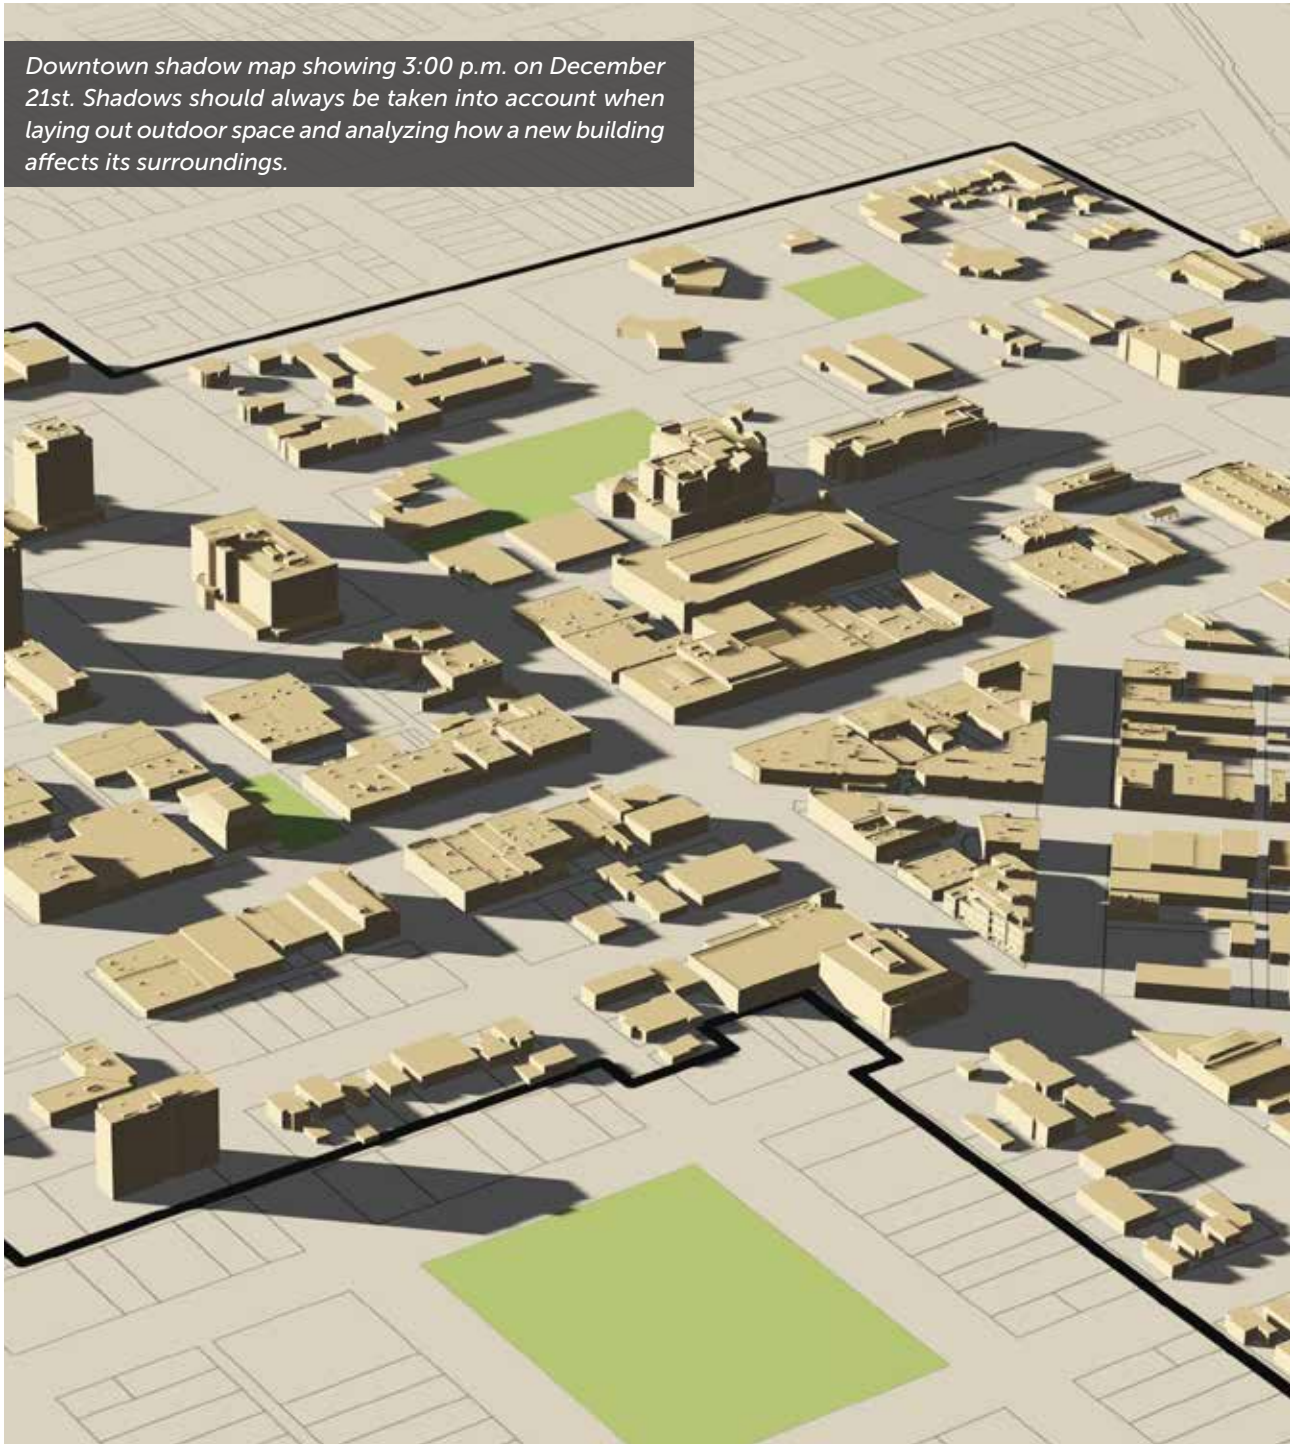 Downtown shadow map showing 3:00 p.m. on December
21st. Shadows should always be taken into account when
laying out outdoor space and analyzing how a new building
affects its surroundings.